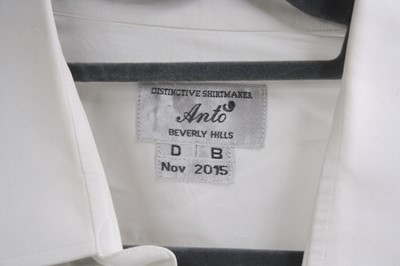 DISTINCTIVE SHIRTMAKER
Anto
BEVERLY HILLS
D B
Nov 2015